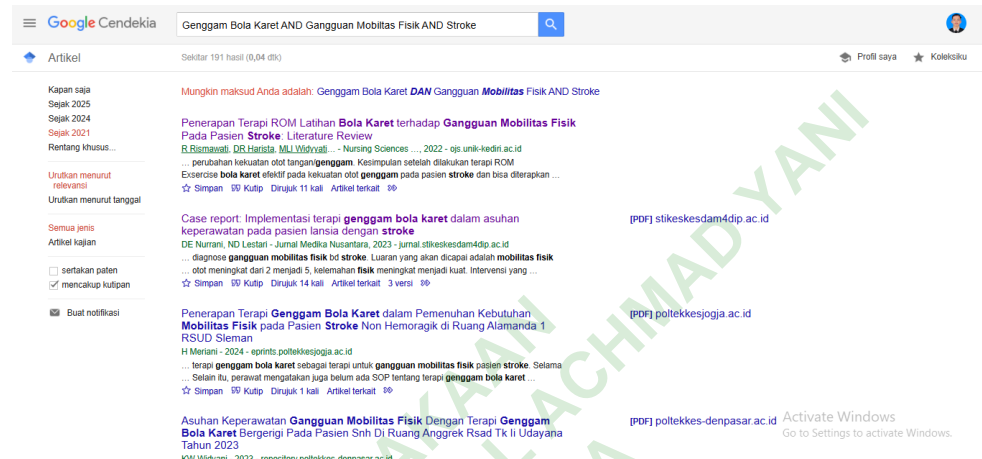 Google Cendekia
Genggam Bola Karet AND Gangguan Mobiltas Fisik AND Stroke
Artikel
Sekitar 191 hasil (0,04 dtk)
Profil saya
Koleksiku
Kapan saja
Sejak 2025
Sejak 2024
Sejak 2021
Rentang khusus...
Urutkan menurut
relevansi
Urutkan menurut tanggal
Semua jenis
Artikel kajian
sertakan paten
mencakup kutipan
Buat notifikasi
Mungkin maksud Anda adalah: Genggam Bola Karet DAN Gangguan Mobilitas Fisik AND Stroke
Penerapan Terapi ROM Latihan Bola Karet terhadap Gangguan Mobilitas Fisik
Pada Pasien Stroke: Literature Review
R Rismawati, DR Harista, MLI Widyyati... - Nursing Sciences ..., 2022 - ojs.unik-kediri.ac.id
... perubahan kekuatan otot tangan/genggam. Kesimpulan setelah dilakukan terapi ROM
Exsercise bola karet efektif pada kekuatan otot genggam pada pasien stroke dan bisa diterapkan ...
Simpan Kutip Dirujuk 11 kali Artikel terkait
Case report: Implementasi terapi genggam bola karet dalam asuhan
keperawatan pada pasien lansia dengan stroke
[PDF] stikeskesdam4dip.ac.id
DE Nurrani, ND Lestari - Jurnal Medika Nusantara, 2023 - jurnal.stikeskesdam4dip.ac.id
... diagnose gangguan mobilitas fisik bd stroke. Luaran yang akan dicapai adalah mobilitas fisik
... otot meningkat dari 2 menjadi 5, kelemahan fisik meningkat menjadi kuat. Intervensi yang ...
Simpan Kutip Dirujuk 14 kali Artikel terkait 3 versi
Penerapan Terapi Genggam Bola Karet dalam Pemenuhan Kebutuhan
Mobilitas Fisik pada Pasien Stroke Non Hemoragik di Ruang Alamanda 1
RSUD Sleman
[PDF] poltekkesjogja.ac.id
H Meriani - 2024 - eprints.poltekkesjogja.ac.id
... terapi genggam bola karet sebagai terapi untuk gangguan mobilitas fisik pasien stroke. Selama
... Selain itu, perawat mengatakan juga belum ada SOP tentang terapi genggam bola karet ...
Simpan Kutip Dirujuk 1 kali Artikel terkait
Asuhan Keperawatan Gangguan Mobilitas Fisik Dengan Terapi Genggam
Bola Karet Bergerigi Pada Pasien Snh Di Ruang Anggrek Rsad Tk Ii Udayana
Tahun 2023
[PDF] poltekkes-denpasar.ac.id
KW Widyani - 2023 - repository.poltekkes-denpasar.ac.id
Activate Windows
Go to Settings to activate Windows.
AKAAN
L ACHMAD YANI